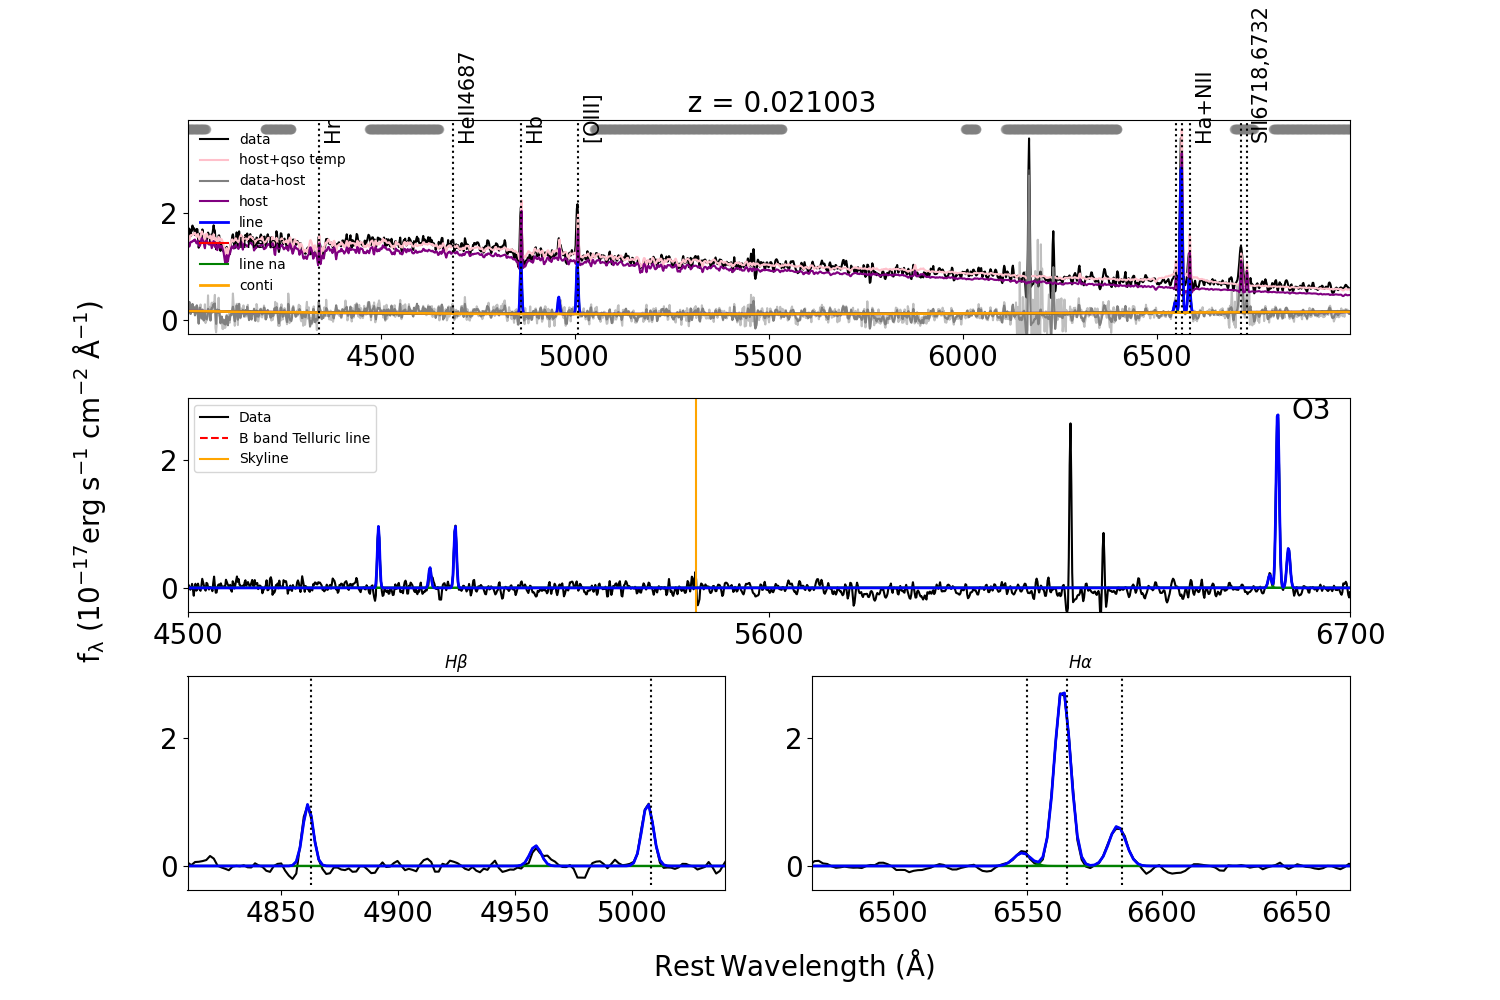 z = 0.021003
Hr
HeII4687
Hb
[OIII]
Ha+NII
SII6718,6732
data
host+qso temp
data-host
host
line
line na
conti
2
0
4500
5000
5500
6000
6500
fλ (10−17erg s−1 cm−2 Å−1)
O3
Data
B band Telluric line
Skyline
2
0
4500
5600
6700
Hβ
2
0
4850
4900
4950
5000
Hα
2
0
6500
6550
6600
6650
Rest Wavelength (Å)